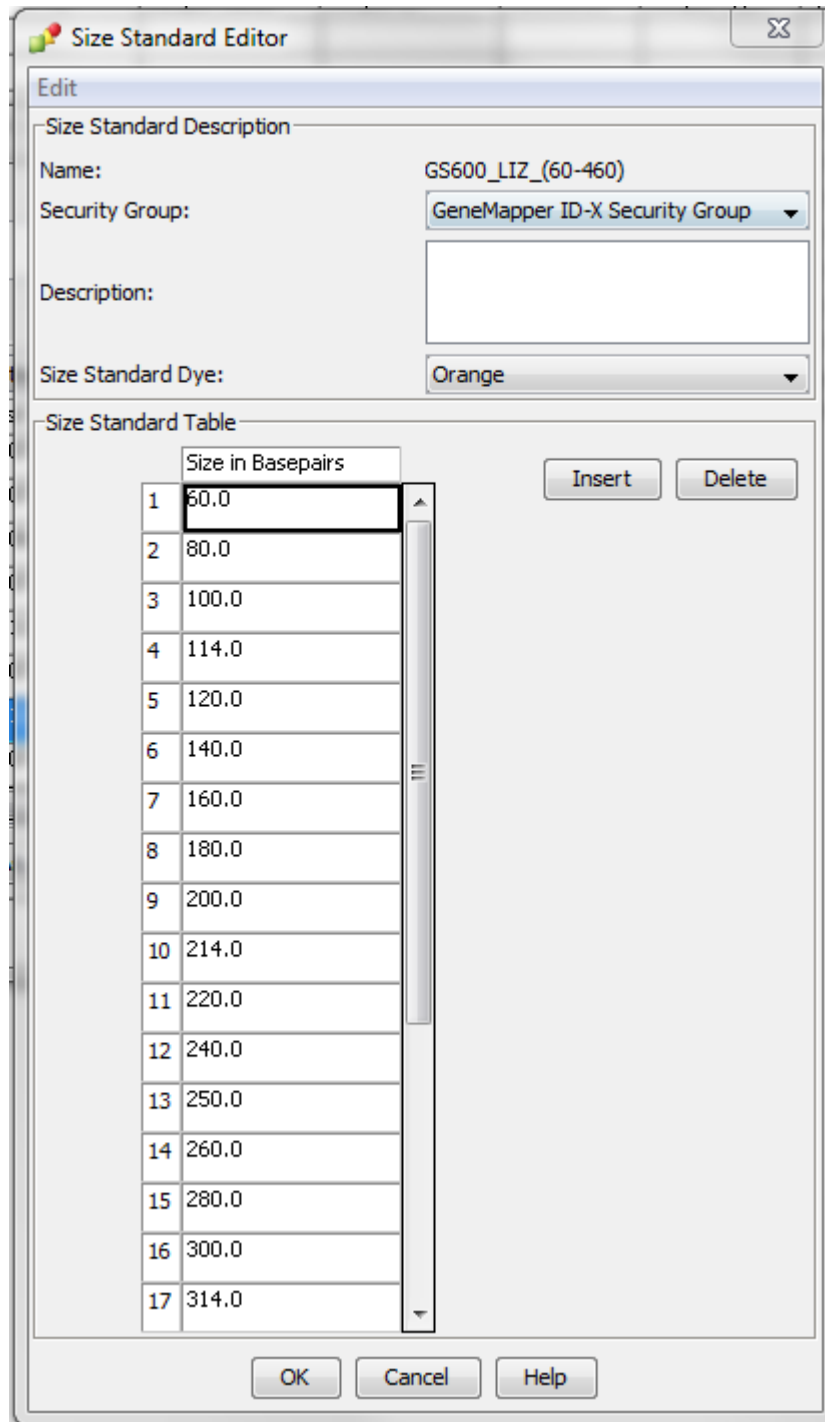 Size Standard Editor
Edit
Size Standard Description
Name: GS600_LIZ_(60-460)
Security Group: GeneMapper ID-X Security Group
Description:
Size Standard Dye: Orange
Size Standard Table
Size in Basepairs
Insert Delete
1 60.0
2 80.0
3 100.0
4 114.0
5 120.0
6 140.0
7 160.0
8 180.0
9 200.0
10 214.0
11 220.0
12 240.0
13 250.0
14 260.0
15 280.0
16 300.0
17 314.0
OK Cancel Help